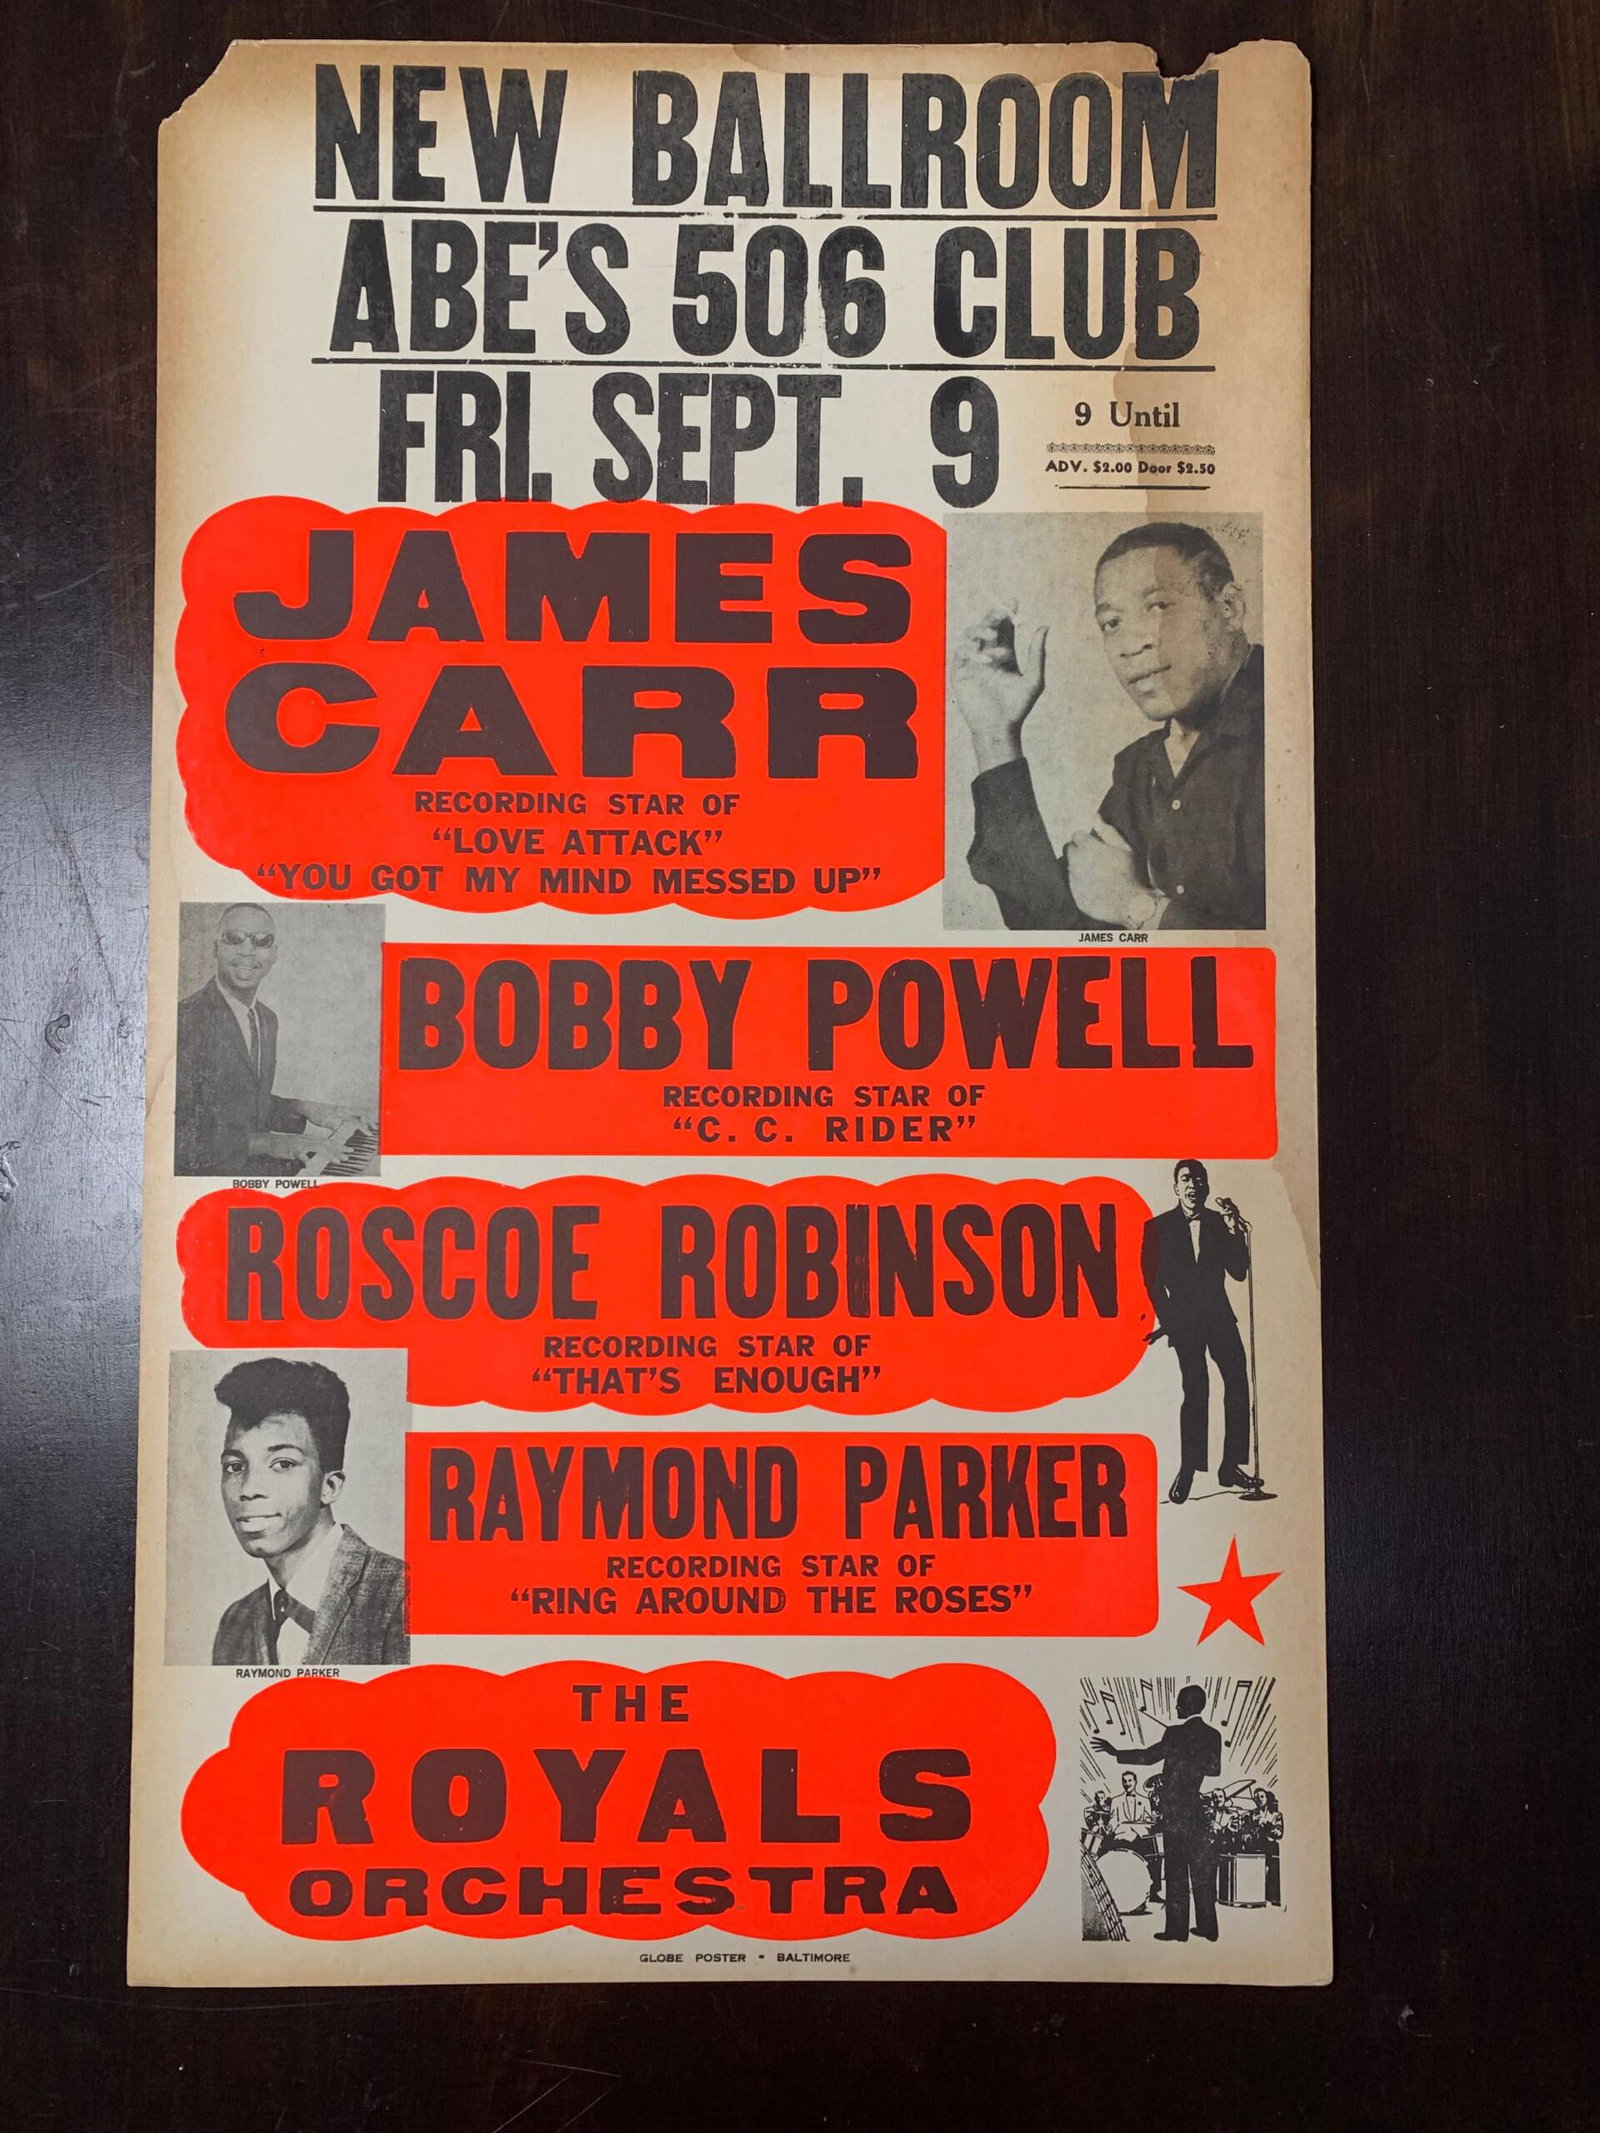 NEW BALLROOM
ABE'S 506 CLUB
FRI. SEPT. 9
9 Until
ADV. $2.00 Door $2.50
JAMES
CARR
RECORDING STAR OF
“LOVE ATTACK”
“YOU GOT MY MIND MESSED UP”
JAMES CARR
BOBBY POWELL
RECORDING STAR OF
“C. C. RIDER”
BOBBY POWELL
ROSCOE ROBINSON
RECORDING STAR OF
“THAT'S ENOUGH”
RAYMOND PARKER
RECORDING STAR OF
“RING AROUND THE ROSES”
RAYMOND PARKER
THE
ROYALS
ORCHESTRA
GLOBE POSTER - BALTIMORE